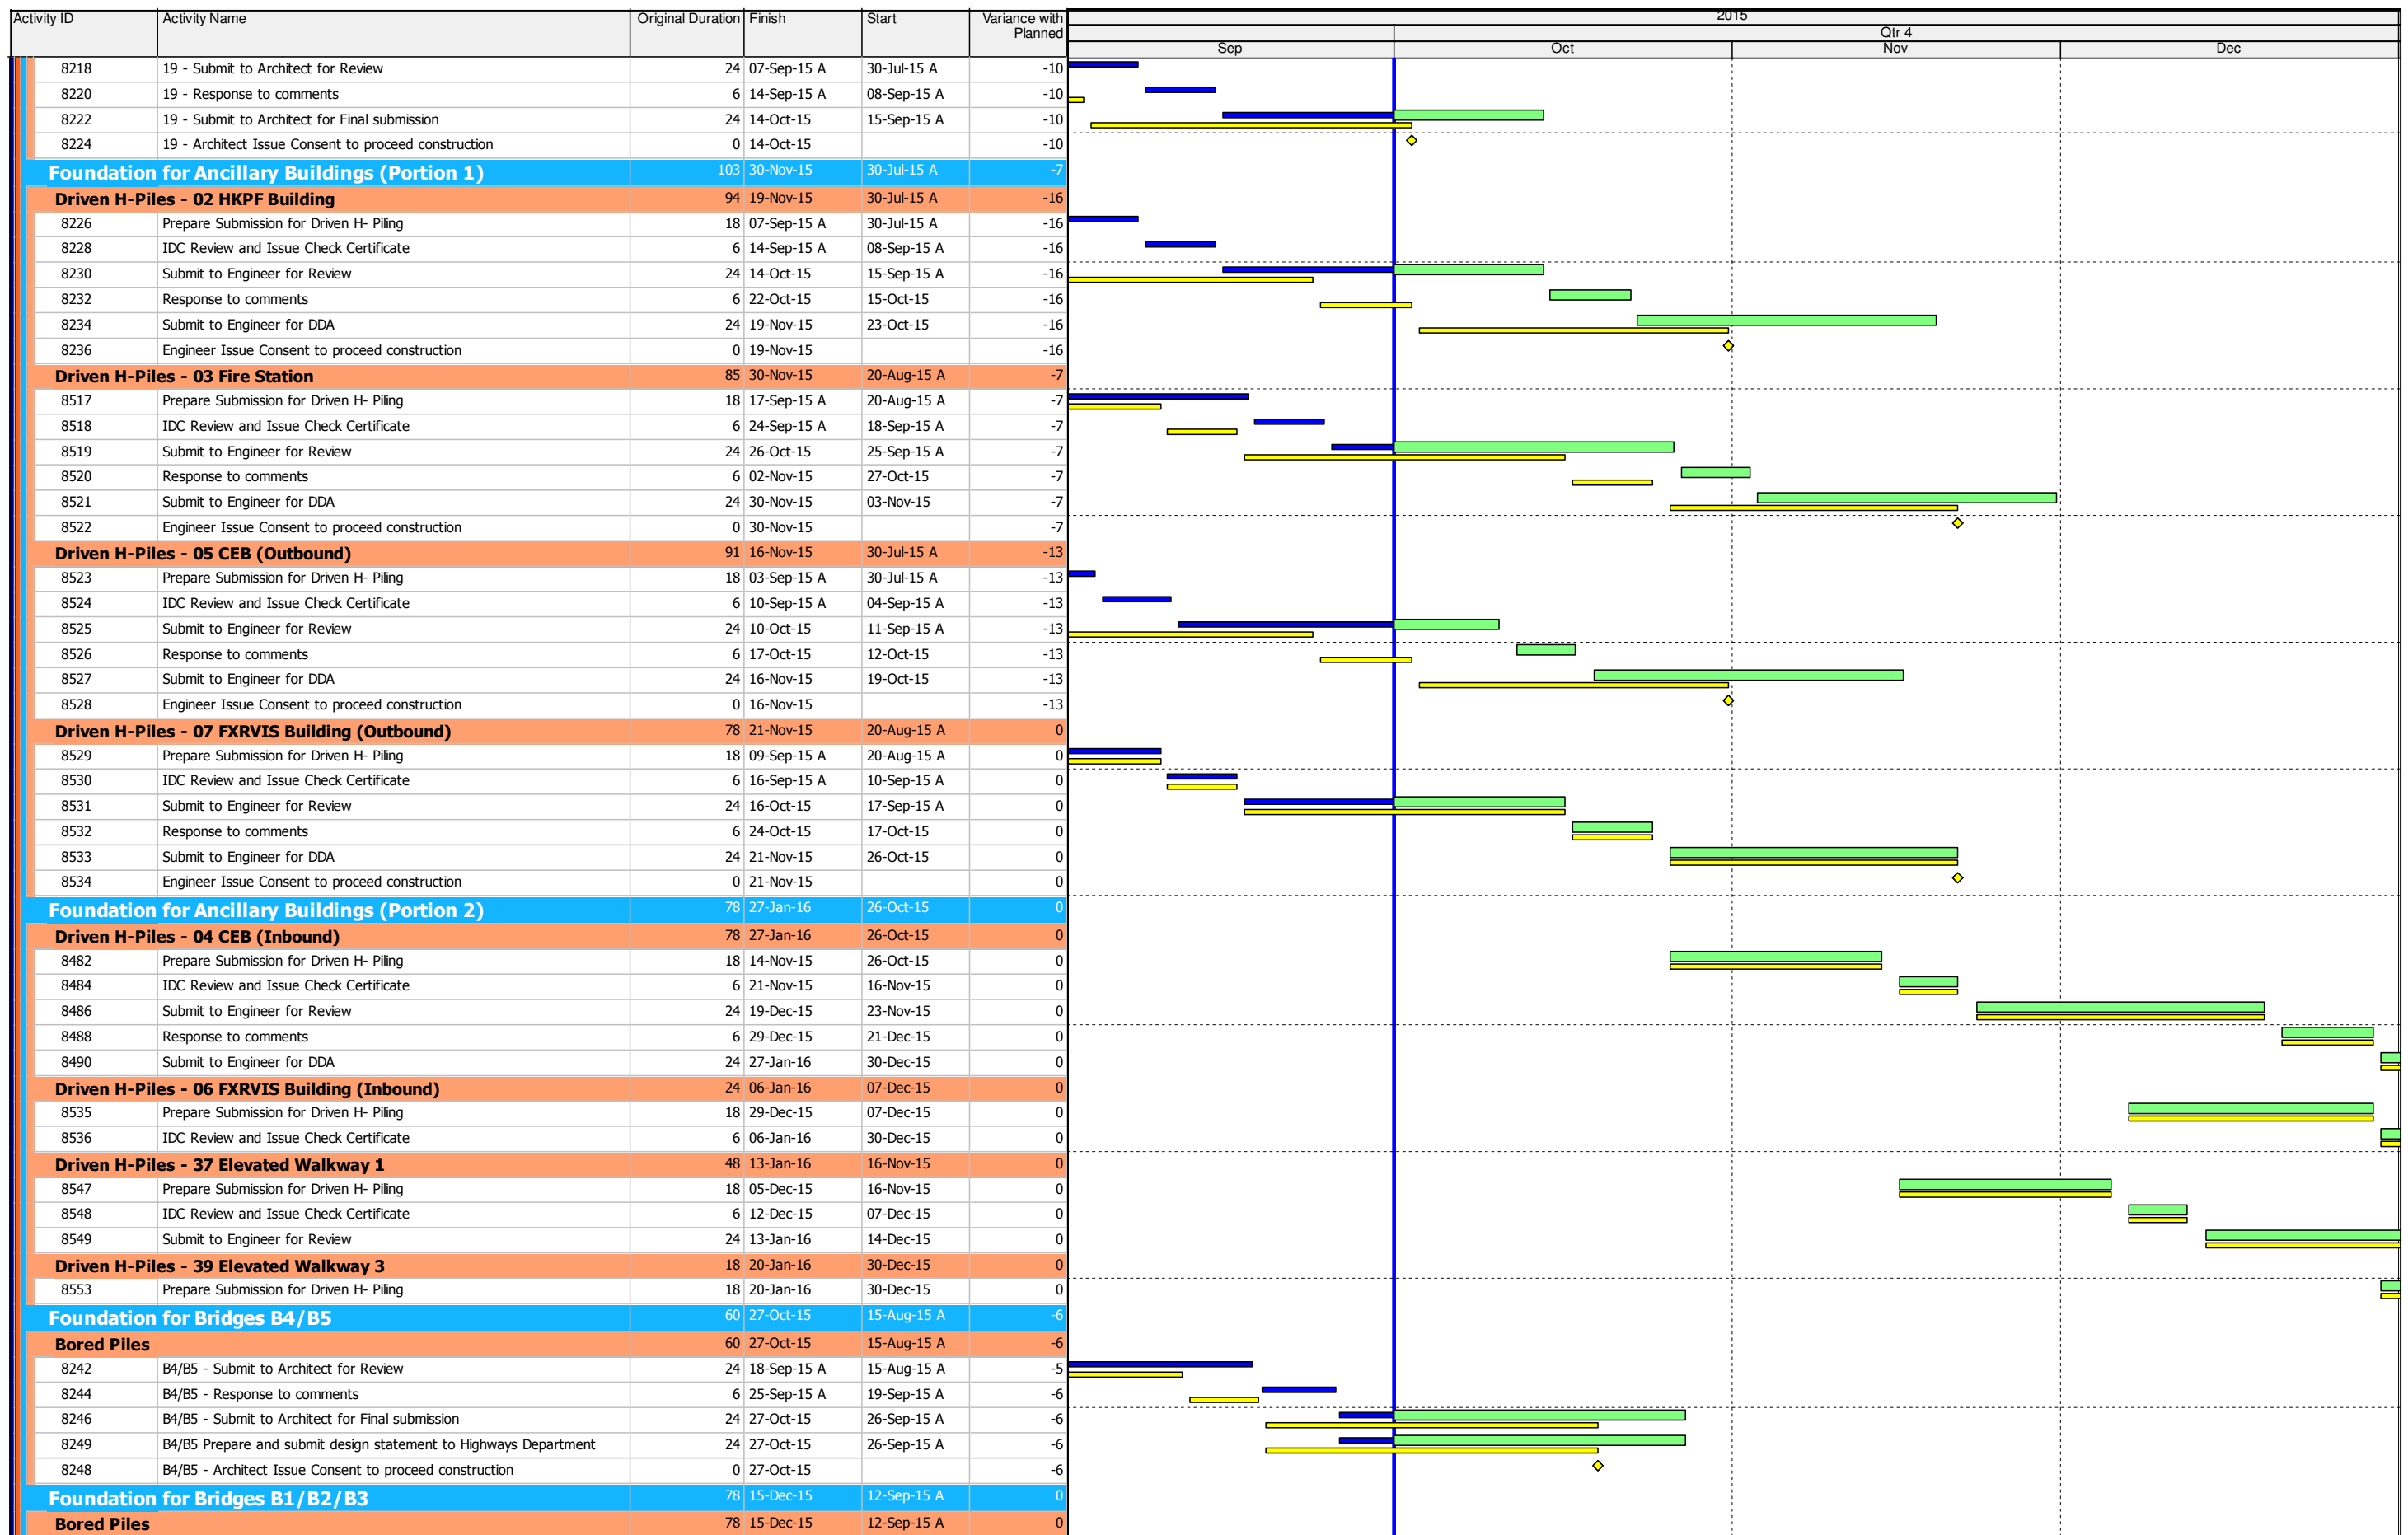 Activity ID Activity Name Original Duration Finish Start Variance with Planned 2015
Qtr 4
Sep Oct Nov Dec
8218 19 - Submit to Architect for Review 24 07-Sep-15 A 30-Jul-15 A -10
8220 19 - Response to comments 6 14-Sep-15 A 08-Sep-15 A -10
8222 19 - Submit to Architect for Final submission 24 14-Oct-15 15-Sep-15 A -10
8224 19 - Architect Issue Consent to proceed construction 0 14-Oct-15 -10
Foundation for Ancillary Buildings (Portion 1) 103 30-Nov-15 30-Jul-15 A -7
Driven H-Piles - 02 HKPF Building 94 19-Nov-15 30-Jul-15 A -16
8226 Prepare Submission for Driven H- Piling 18 07-Sep-15 A 30-Jul-15 A -16
8228 IDC Review and Issue Check Certificate 6 14-Sep-15 A 08-Sep-15 A -16
8230 Submit to Engineer for Review 24 14-Oct-15 15-Sep-15 A -16
8232 Response to comments 6 22-Oct-15 15-Oct-15 -16
8234 Submit to Engineer for DDA 24 19-Nov-15 23-Oct-15 -16
8236 Engineer Issue Consent to proceed construction 0 19-Nov-15 -16
Driven H-Piles - 03 Fire Station 85 30-Nov-15 20-Aug-15 A -7
8517 Prepare Submission for Driven H- Piling 18 17-Sep-15 A 20-Aug-15 A -7
8518 IDC Review and Issue Check Certificate 6 24-Sep-15 A 18-Sep-15 A -7
8519 Submit to Engineer for Review 24 26-Oct-15 25-Sep-15 A -7
8520 Response to comments 6 02-Nov-15 27-Oct-15 -7
8521 Submit to Engineer for DDA 24 30-Nov-15 03-Nov-15 -7
8522 Engineer Issue Consent to proceed construction 0 30-Nov-15 -7
Driven H-Piles - 05 CEB (Outbound) 91 16-Nov-15 30-Jul-15 A -13
8523 Prepare Submission for Driven H- Piling 18 03-Sep-15 A 30-Jul-15 A -13
8524 IDC Review and Issue Check Certificate 6 10-Sep-15 A 04-Sep-15 A -13
8525 Submit to Engineer for Review 24 10-Oct-15 11-Sep-15 A -13
8526 Response to comments 6 17-Oct-15 12-Oct-15 -13
8527 Submit to Engineer for DDA 24 16-Nov-15 19-Oct-15 -13
8528 Engineer Issue Consent to proceed construction 0 16-Nov-15 -13
Driven H-Piles - 07 FXRVIS Building (Outbound) 78 21-Nov-15 20-Aug-15 A 0
8529 Prepare Submission for Driven H- Piling 18 09-Sep-15 A 20-Aug-15 A 0
8530 IDC Review and Issue Check Certificate 6 16-Sep-15 A 10-Sep-15 A 0
8531 Submit to Engineer for Review 24 16-Oct-15 17-Sep-15 A 0
8532 Response to comments 6 24-Oct-15 17-Oct-15 0
8533 Submit to Engineer for DDA 24 21-Nov-15 26-Oct-15 0
8534 Engineer Issue Consent to proceed construction 0 21-Nov-15 0
Foundation for Ancillary Buildings (Portion 2) 78 27-Jan-16 26-Oct-15 0
Driven H-Piles - 04 CEB (Inbound) 78 27-Jan-16 26-Oct-15 0
8482 Prepare Submission for Driven H- Piling 18 14-Nov-15 26-Oct-15 0
8484 IDC Review and Issue Check Certificate 6 21-Nov-15 16-Nov-15 0
8486 Submit to Engineer for Review 24 19-Dec-15 23-Nov-15 0
8488 Response to comments 6 29-Dec-15 21-Dec-15 0
8490 Submit to Engineer for DDA 24 27-Jan-16 30-Dec-15 0
Driven H-Piles - 06 FXRVIS Building (Inbound) 24 06-Jan-16 07-Dec-15 0
8535 Prepare Submission for Driven H- Piling 18 29-Dec-15 07-Dec-15 0
8536 IDC Review and Issue Check Certificate 6 06-Jan-16 30-Dec-15 0
Driven H-Piles - 37 Elevated Walkway 1 48 13-Jan-16 16-Nov-15 0
8547 Prepare Submission for Driven H- Piling 18 05-Dec-15 16-Nov-15 0
8548 IDC Review and Issue Check Certificate 6 12-Dec-15 07-Dec-15 0
8549 Submit to Engineer for Review 24 13-Jan-16 14-Dec-15 0
Driven H-Piles - 39 Elevated Walkway 3 18 20-Jan-16 30-Dec-15 0
8553 Prepare Submission for Driven H- Piling 18 20-Jan-16 30-Dec-15 0
Foundation for Bridges B4/B5 60 27-Oct-15 15-Aug-15 A -6
Bored Piles 60 27-Oct-15 15-Aug-15 A -6
8242 B4/B5 - Submit to Architect for Review 24 18-Sep-15 A 15-Aug-15 A -5
8244 B4/B5 - Response to comments 6 25-Sep-15 A 19-Sep-15 A -6
8246 B4/B5 - Submit to Architect for Final submission 24 27-Oct-15 26-Sep-15 A -6
8249 B4/B5 Prepare and submit design statement to Highways Department 24 27-Oct-15 26-Sep-15 A -6
8248 B4/B5 - Architect Issue Consent to proceed construction 0 27-Oct-15 -6
Foundation for Bridges B1/B2/B3 78 15-Dec-15 12-Sep-15 A 0
Bored Piles 78 15-Dec-15 12-Sep-15 A 0